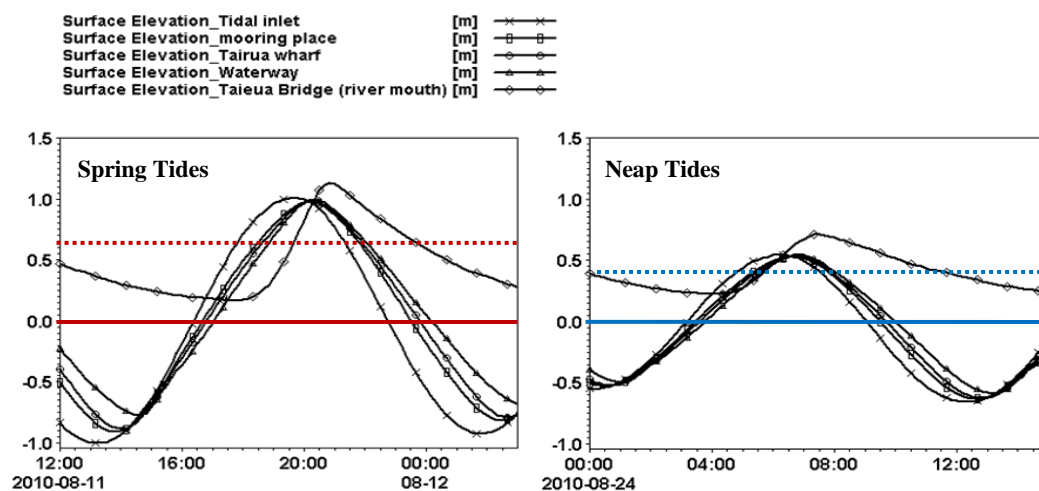 Surface Elevation_Tidal inlet [m]
Surface Elevation_mooring place [m]
Surface Elevation_Tairua wharf [m]
Surface Elevation_Waterway [m]
Surface Elevation_Taieua Bridge (river mouth) [m]
Spring Tides
1.5
1.0
0.5
0.0
-0.5
-1.0
12:00 16:00 20:00 00:00
2010-08-11 08-12
Neap Tides
1.5
1.0
0.5
0.0
-0.5
-1.0
00:00 04:00 08:00 12:00
2010-08-24